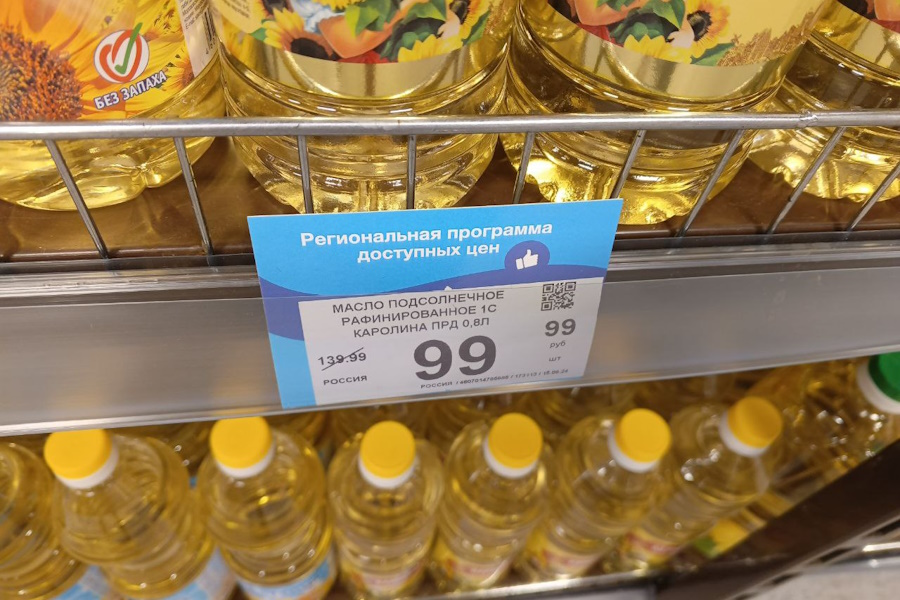 БЕЗ ЗАПАХА
Региональная программа
доступных цен
МАСЛО ПОДСОЛНЕЧНОЕ
РАФИНИРОВАННОЕ 1С
КАРОЛИНА ПРД 0,8Л
139.99
99
99
руб
шт
РОССИЯ
РОССИЯ